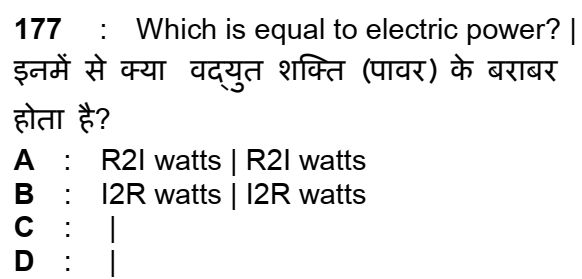 177 : Which is equal to electric power? |
इनमें से क्या वद्युत शक्ति (पावर) के बराबर
होता है?
A : R2I watts | R2I watts
B : I2R watts | I2R watts
C : |
D : |